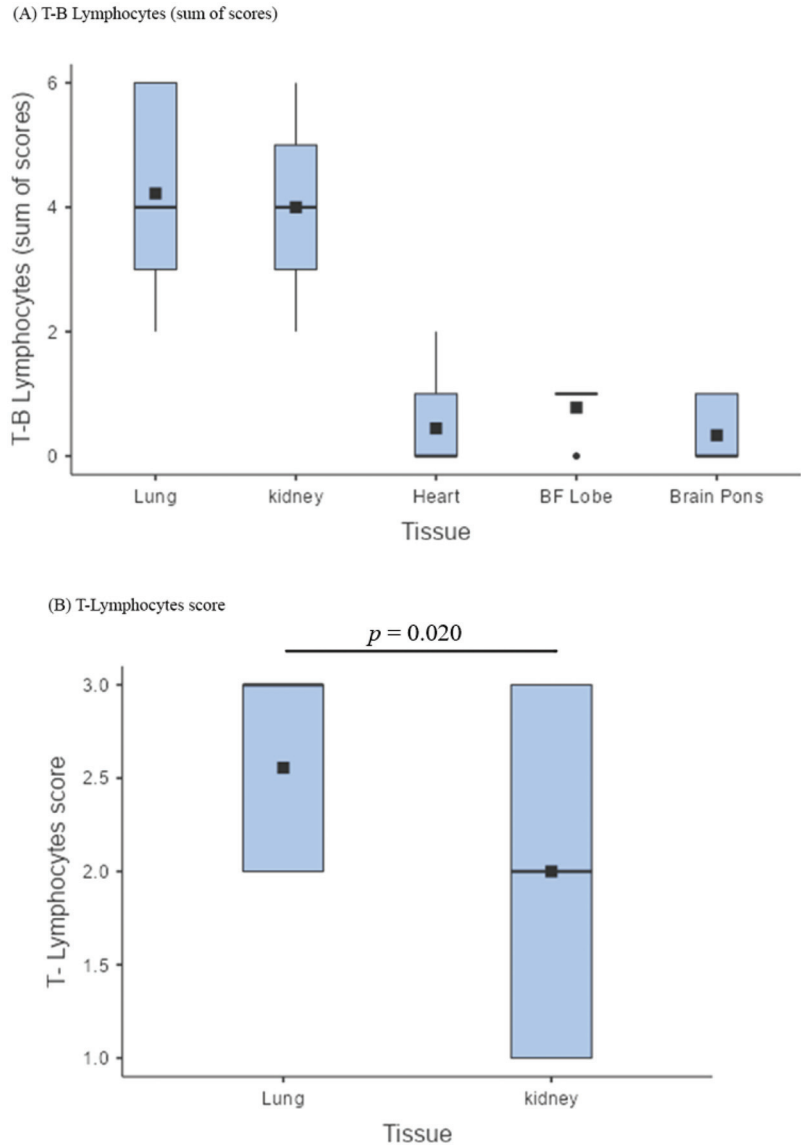 (A) T-B Lymphocytes (sum of scores)
T-B Lymphocytes (sum of scores)
6
4
2
0
Lung kidney Heart BF Lobe Brain Pons
Tissue
(B) T-Lymphocytes score
p = 0.020
T- Lymphocytes score
3.0
2.5
2.0
1.5
1.0
Lung kidney
Tissue